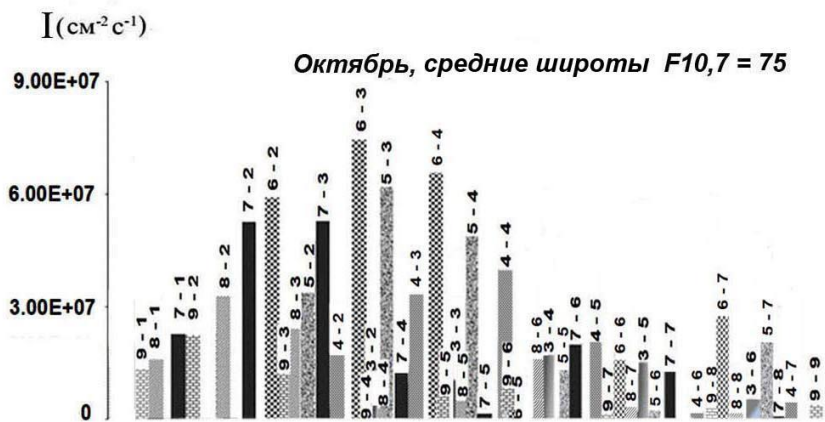 I (см⁻² с⁻¹)
Октябрь, средние широты F10,7 = 75
9.00E+07
6.00E+07
3.00E+07
0
9 - 1
8 - 1
7 - 1
9 - 2
8 - 2
7 - 2
6 - 2
9 - 3
8 - 3
5 - 2
7 - 3
4 - 2
6 - 3
9 - 4
3 - 2
8 - 4
5 - 3
7 - 4
4 - 3
6 - 4
9 - 5
3 - 3
8 - 5
5 - 4
7 - 5
4 - 4
9 - 6
6 - 5
8 - 6
3 - 4
5 - 5
7 - 6
4 - 5
9 - 7
6 - 6
8 - 7
3 - 5
5 - 6
7 - 7
4 - 6
9 - 8
6 - 7
8 - 8
3 - 6
5 - 7
7 - 8
4 - 7
9 - 9